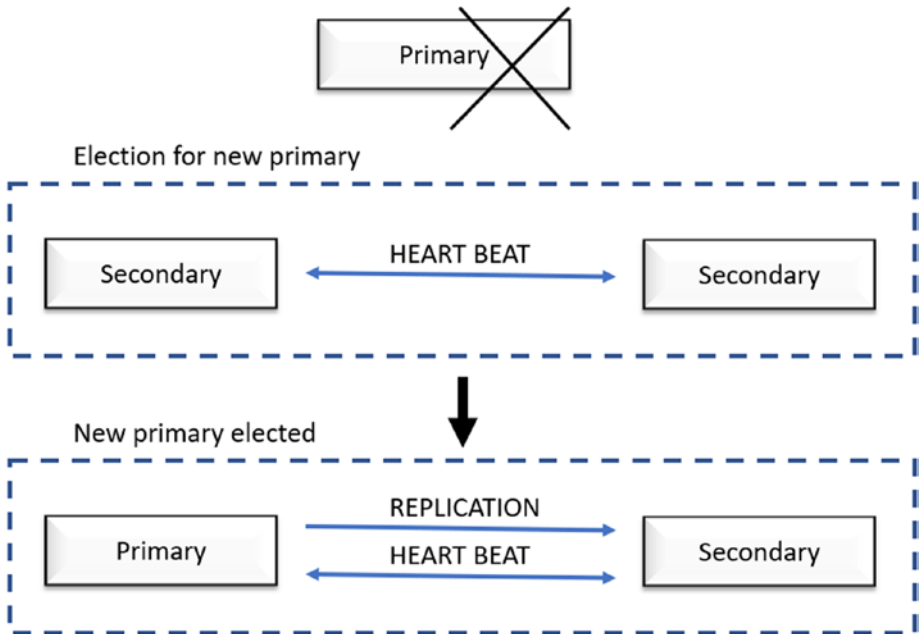 Primary
Election for new primary
HEART BEAT
Secondary
Secondary
New primary elected
REPLICATION
Primary
HEART BEAT
Secondary